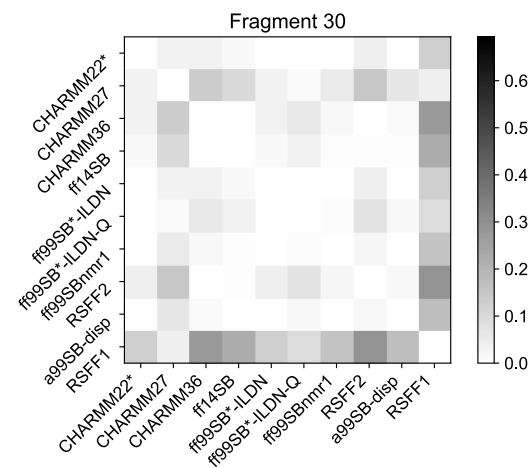 Fragment 30
CHARMM22*
CHARMM27
CHARMM36
ff14SB
ff99SB*-ILDN
ff99SB*-ILDN-Q
ff99SBnmr1
RSFF2
a99SB-disp
RSFF1
CHARMM22*
CHARMM27
CHARMM36
ff14SB
ff99SB*-ILDN
ff99SB*-ILDN-Q
ff99SBnmr1
RSFF2
a99SB-disp
RSFF1
0.6
0.5
0.4
0.3
0.2
0.1
0.0